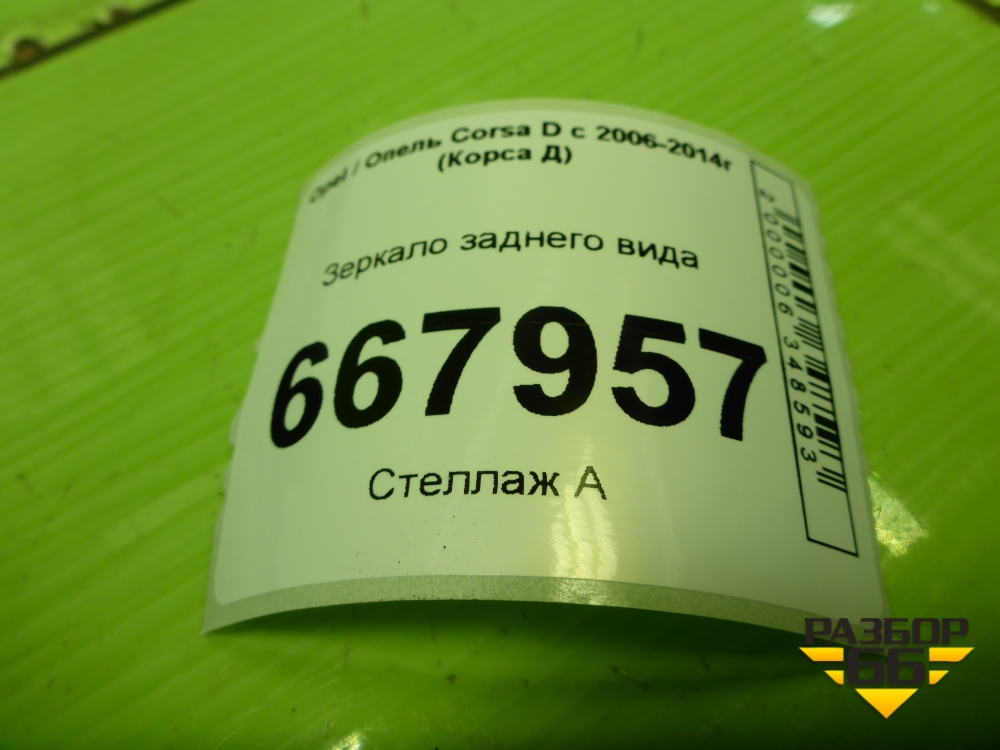 Opel / Опель Corsa D с 2006-2014г
(Корса Д)
Зеркало заднего вида
667957
Стеллаж А
2000006348593
РАЗБОР
66